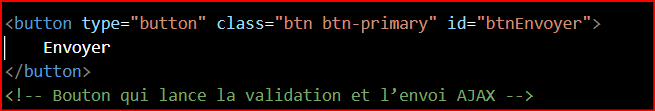 <button type="button" class="btn btn-primary" id="btnEnvoyer">
    Envoyer
</button>
<!-- Bouton qui lance la validation et l’envoi AJAX -->